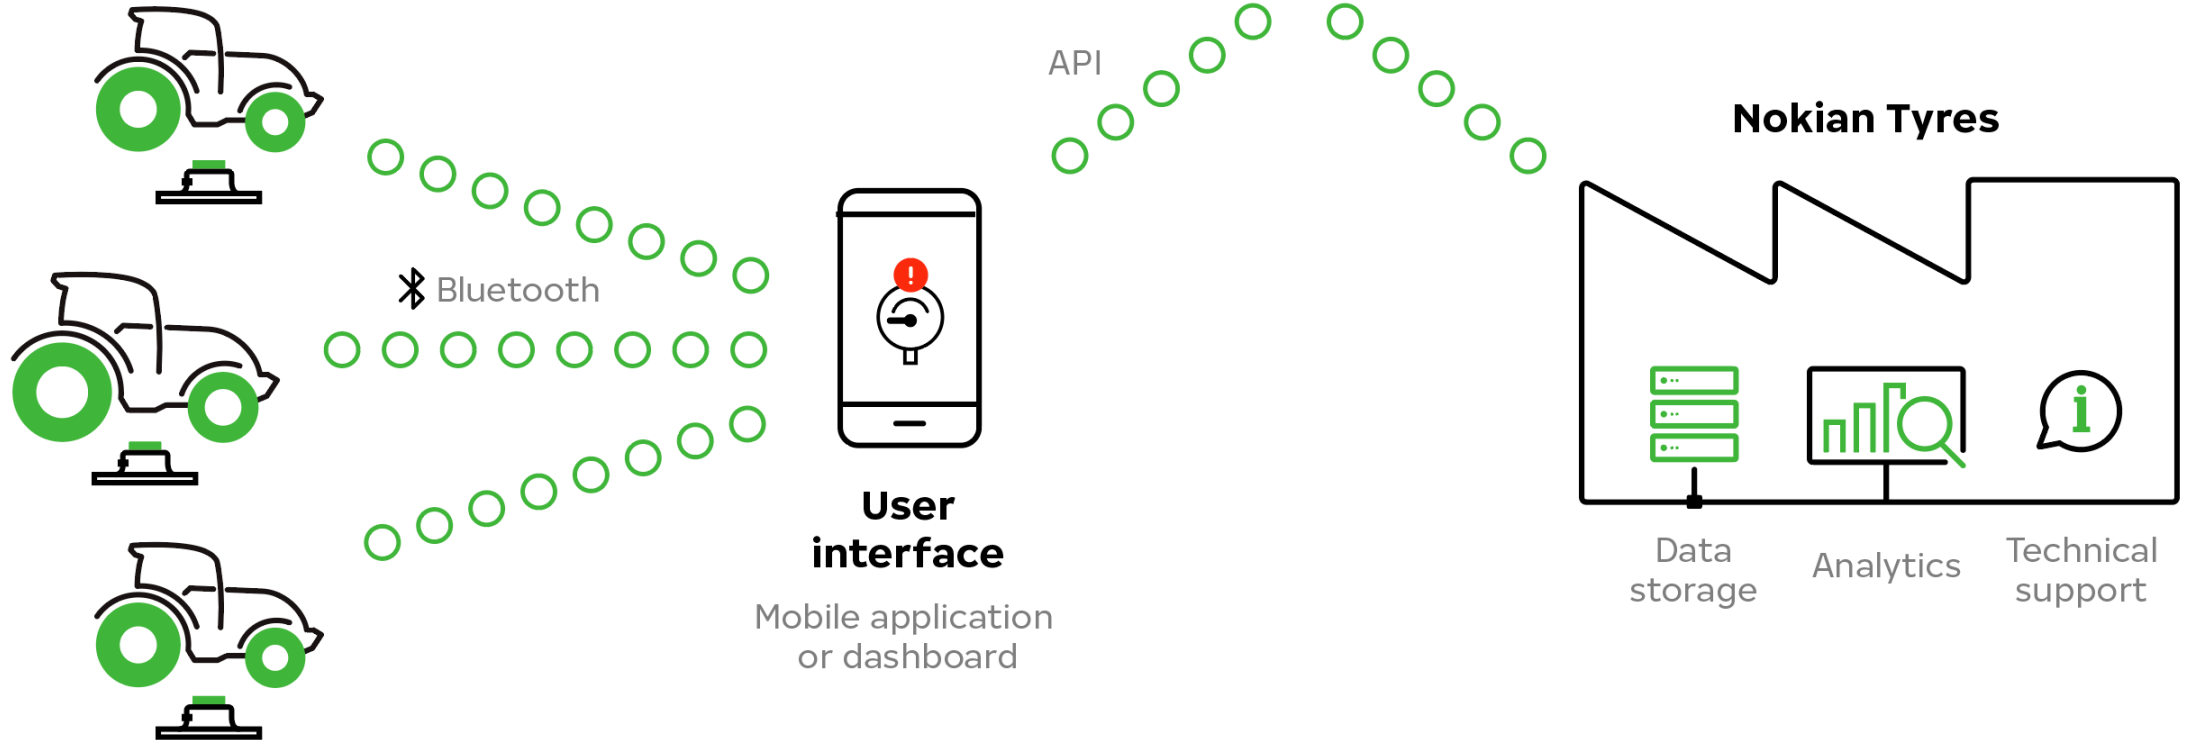 API
Nokian Tyres
Bluetooth
User
interface
Mobile application
or dashboard
Data
storage
Analytics
Technical
support